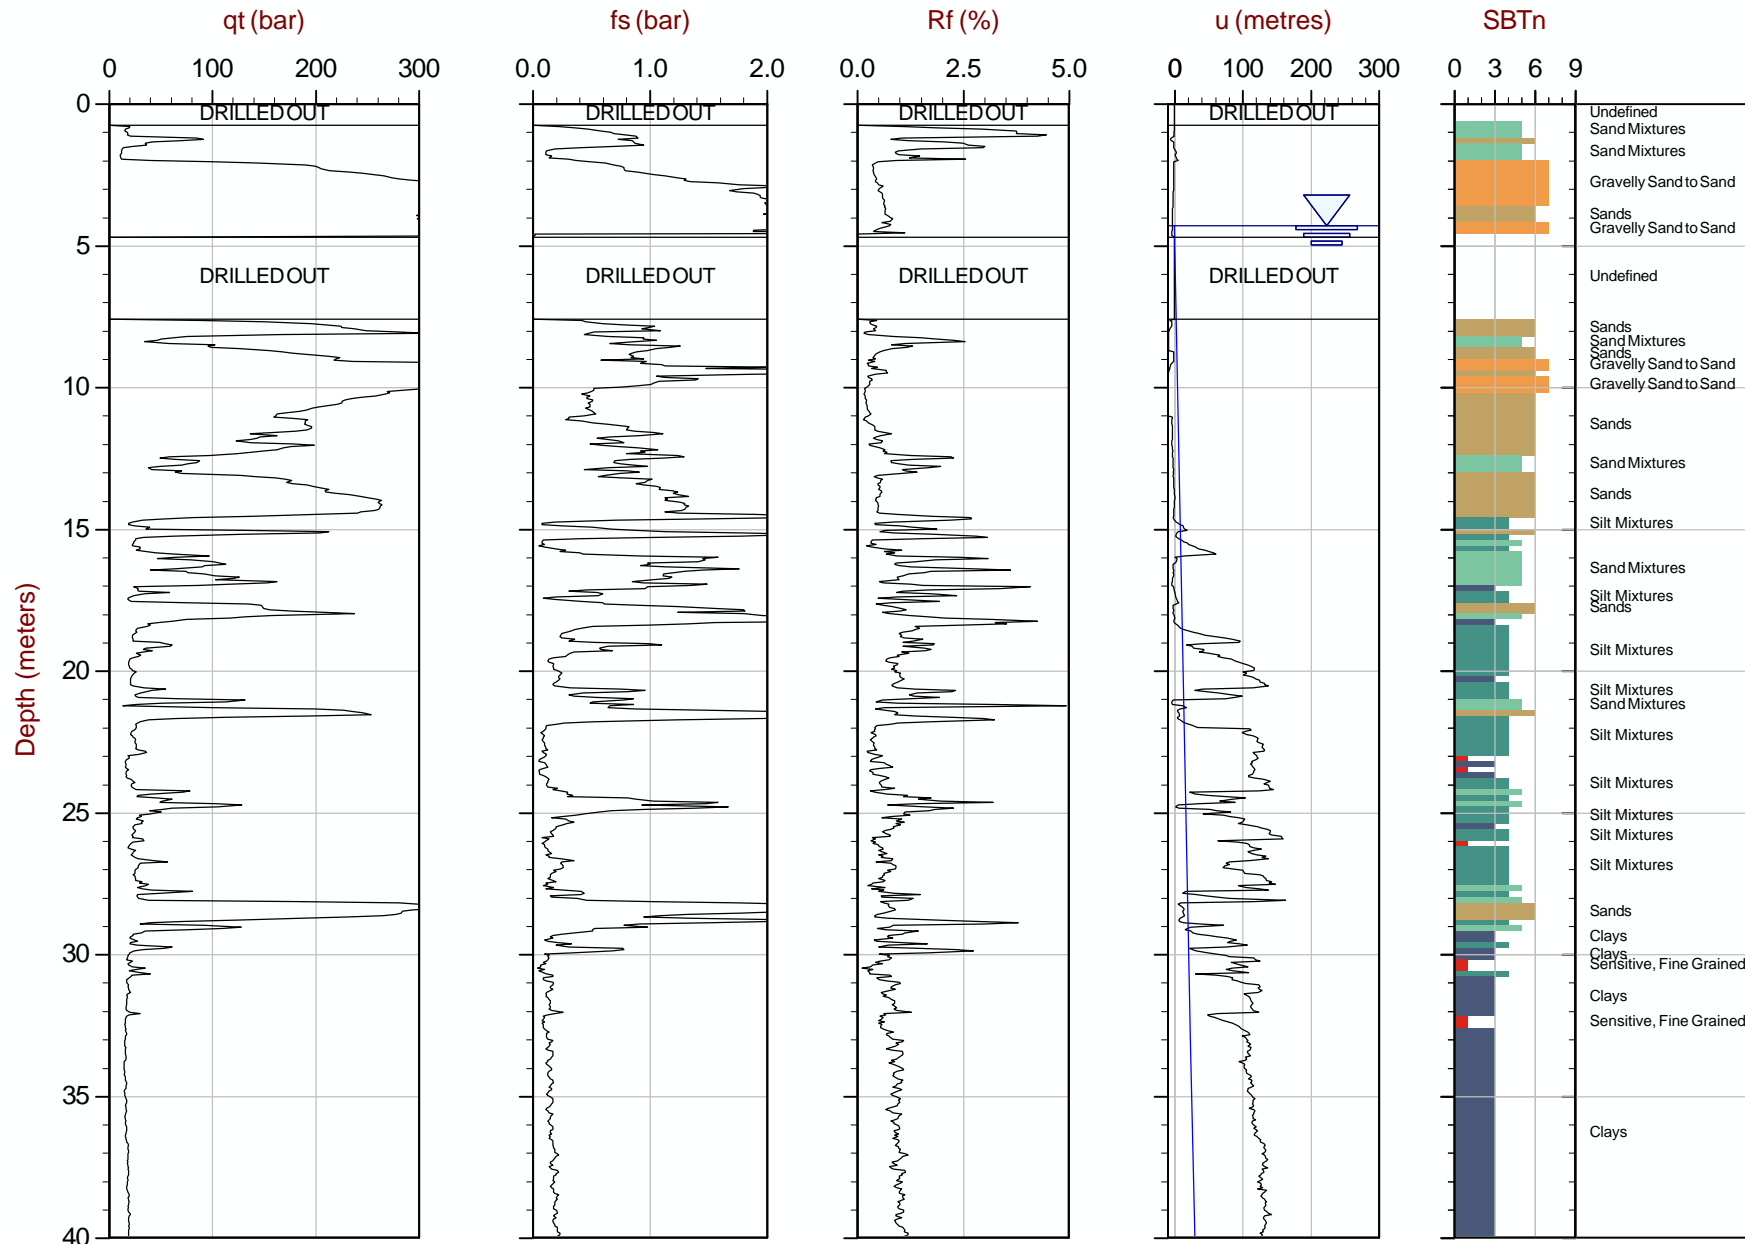 qt (bar)
fs (bar)
Rf (%)
u (metres)
SBTn
0 100 200 300
0.0 1.0 2.0
0.0 2.5 5.0
0 100 200 300
0 3 6 9
0
5
10
15
20
25
30
35
40
Depth (meters)
DRILLED OUT
DRILLED OUT
DRILLED OUT
DRILLED OUT
DRILLED OUT
DRILLED OUT
DRILLED OUT
DRILLED OUT
Undefined
Sand Mixtures
Sand Mixtures
Gravelly Sand to Sand
Sands
Gravelly Sand to Sand
Undefined
Sands
Sand Mixtures
Sands
Gravelly Sand to Sand
Gravelly Sand to Sand
Sands
Sand Mixtures
Sands
Silt Mixtures
Sand Mixtures
Silt Mixtures
Sands
Silt Mixtures
Silt Mixtures
Sand Mixtures
Silt Mixtures
Silt Mixtures
Silt Mixtures
Silt Mixtures
Silt Mixtures
Sands
Clays
Clays
Sensitive, Fine Grained
Clays
Sensitive, Fine Grained
Clays